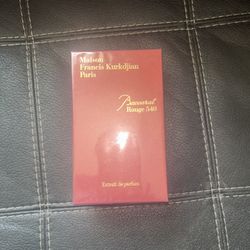 Maison
Francis Kurkdjian
Paris
Baccarat
Rouge 540
Extrait de parfum